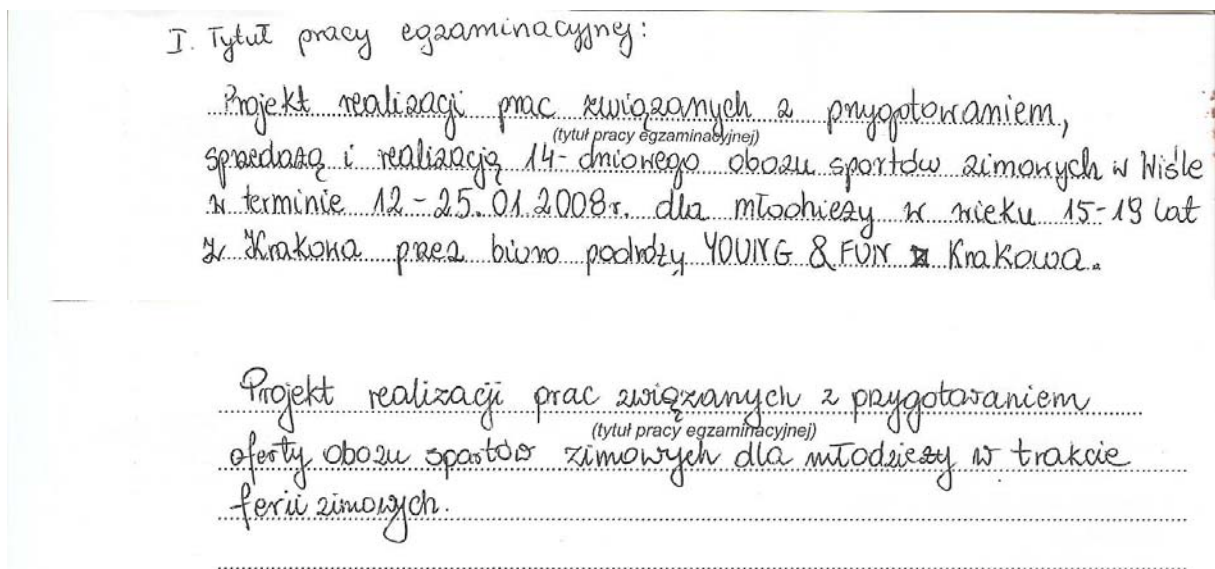 I. Tytuł pracy egzaminacyjnej:
Projekt realizacji prac związanych z przygotowaniem,
(tytuł pracy egzaminacyjnej)
sprzedażą i realizacją 14-dniowego obozu sportów zimowych w Wiśle
w terminie 12-25.01.2008r. dla młodzieży w wieku 15-19 lat
z Krakowa przez biuro podróży YOUNG & FUN z Krakowa.
Projekt realizacji prac związanych z przygotowaniem
(tytuł pracy egzaminacyjnej)
oferty obozu sportów zimowych dla młodzieży w trakcie
ferii zimowych.